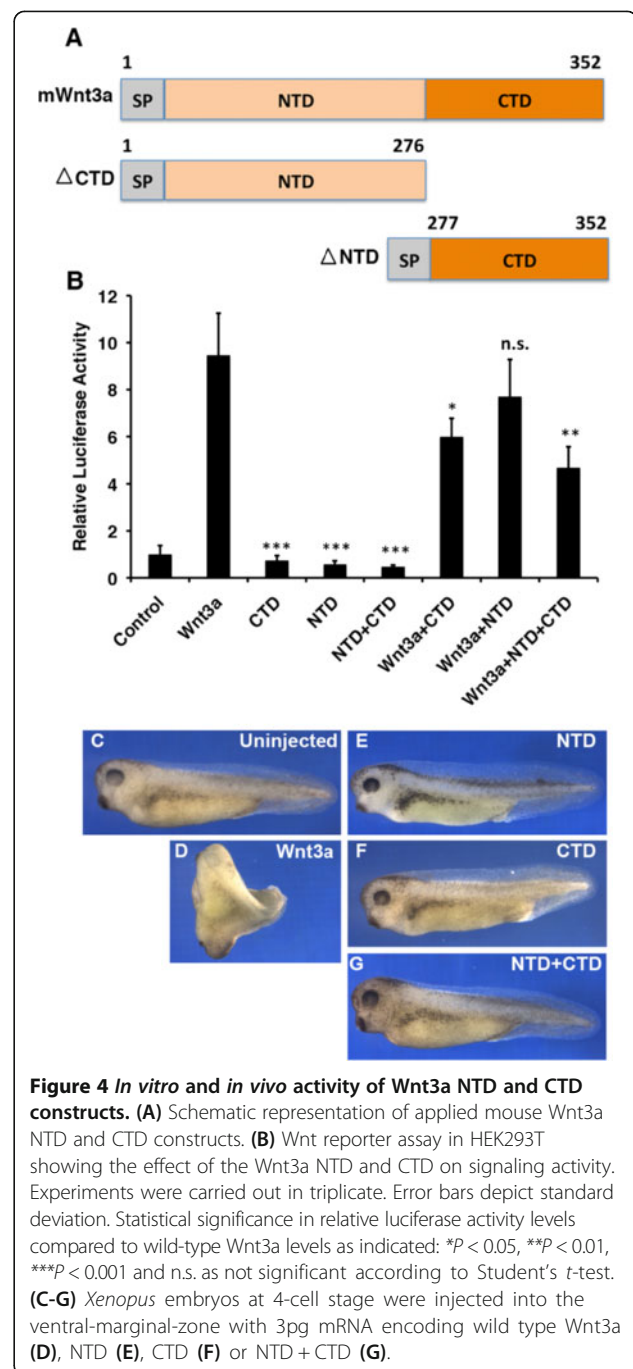 A
1 352
mWnt3a SP NTD CTD
1 276
△CTD SP NTD
277 352
△NTD SP CTD
B
Relative Luciferase Activity
12
10
8
6
4
2
0
***
***
***
*
n.s.
**
Control
Wnt3a
CTD
NTD
NTD+CTD
Wnt3a+CTD
Wnt3a+NTD
Wnt3a+NTD+CTD
C Uninjected
D Wnt3a
E NTD
F CTD
G NTD+CTD
Figure 4 In vitro and in vivo activity of Wnt3a NTD and CTD
constructs. (A) Schematic representation of applied mouse Wnt3a
NTD and CTD constructs. (B) Wnt reporter assay in HEK293T
showing the effect of the Wnt3a NTD and CTD on signaling activity.
Experiments were carried out in triplicate. Error bars depict standard
deviation. Statistical significance in relative luciferase activity levels
compared to wild-type Wnt3a levels as indicated: *P < 0.05, **P < 0.01,
***P < 0.001 and n.s. as not significant according to Student's t-test.
(C-G) Xenopus embryos at 4-cell stage were injected into the
ventral-marginal-zone with 3pg mRNA encoding wild type Wnt3a
(D), NTD (E), CTD (F) or NTD + CTD (G).